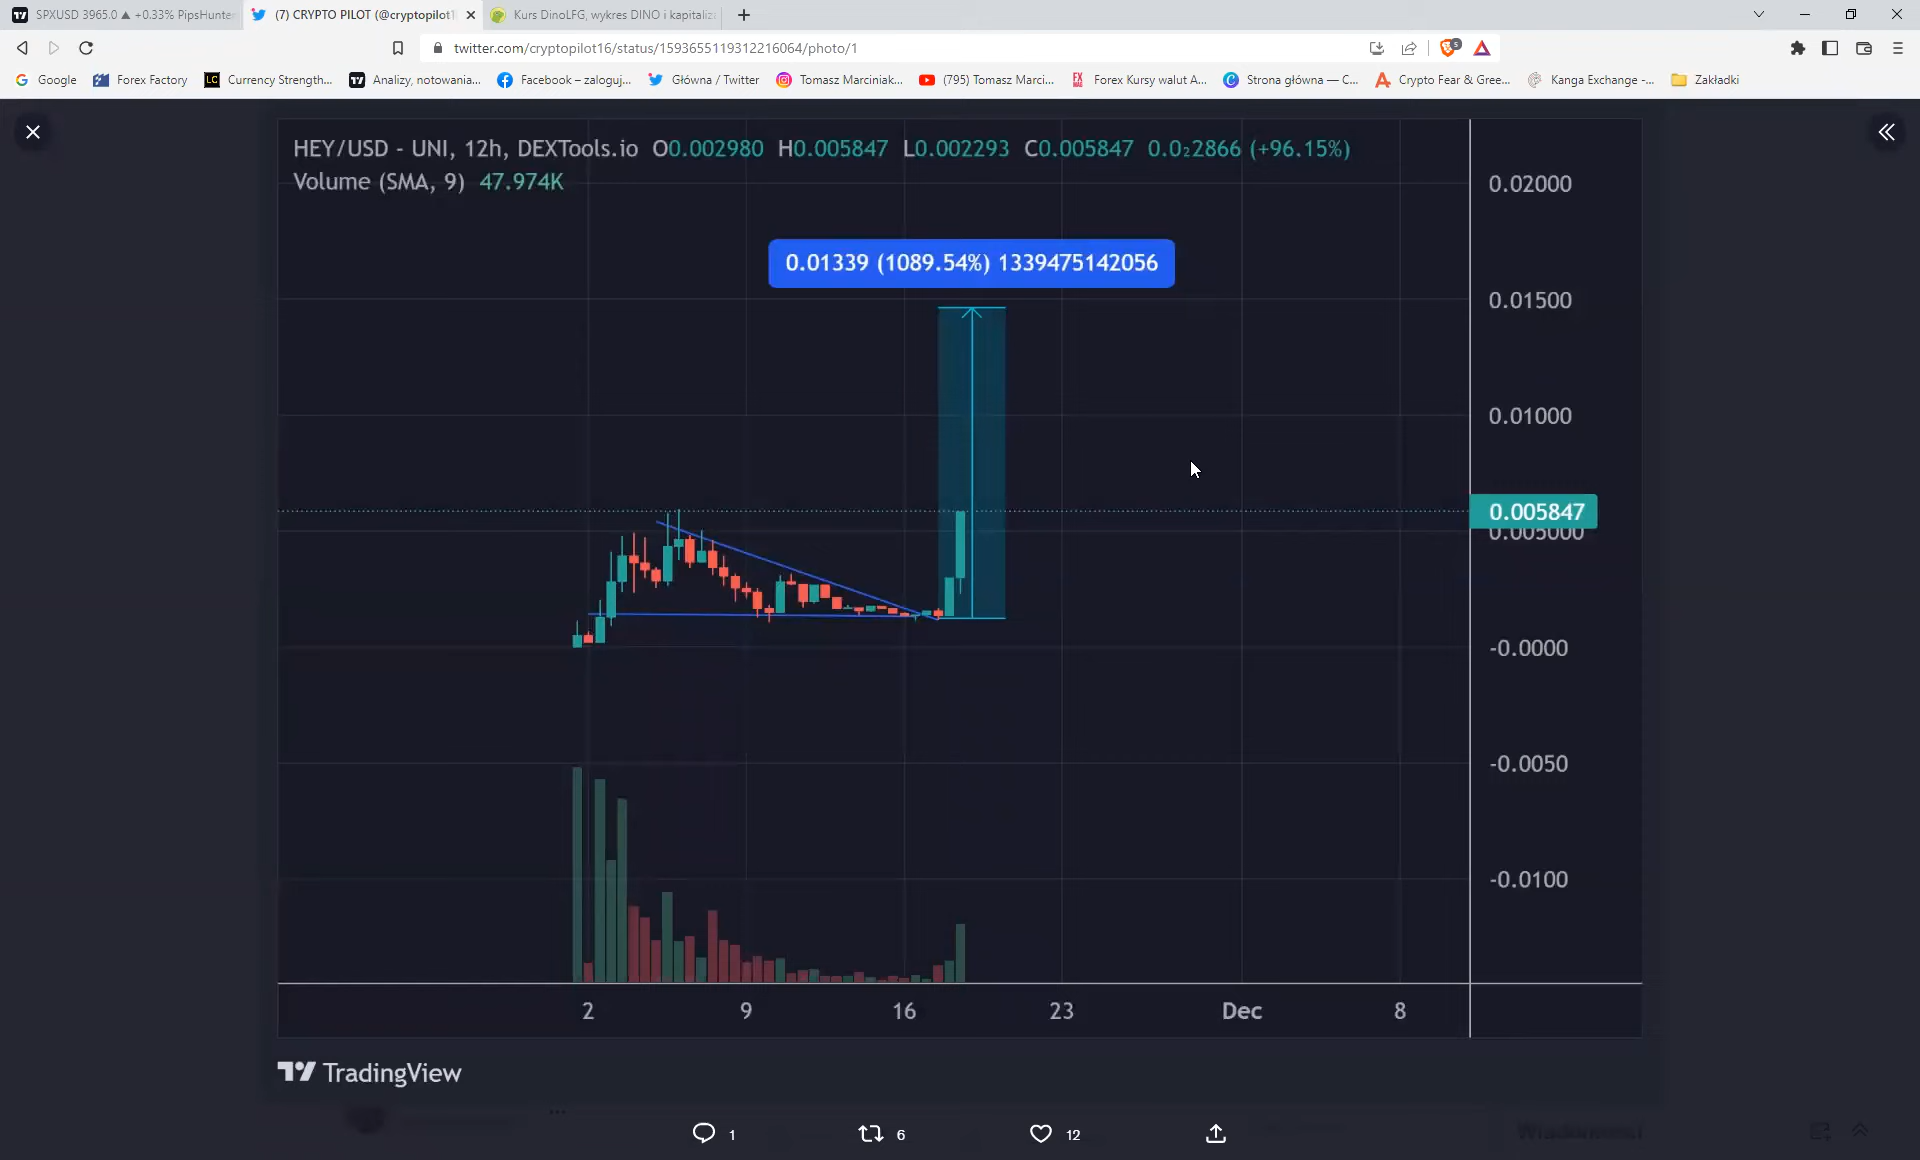 SPXUSD 3965.0 ▲ +0.33% PipsHunte
(7) CRYPTO PILOT (@cryptopilot1
Kurs DinoLFG, wykres DINO i kapitaliz
twitter.com/cryptopilot16/status/1593655119312216064/photo/1
Google
Forex Factory
Currency Strength...
Analizy, notowania...
Facebook – zaloguj...
Główna / Twitter
Tomasz Marciniak...
(795) Tomasz Marci...
Forex Kursy walut A...
Strona główna — C...
Crypto Fear & Gree...
Kanga Exchange -...
Zakładki
HEY/USD - UNI, 12h, DEXTools.io O0.002980 H0.005847 L0.002293 C0.005847 0.0₂2866 (+96.15%)
Volume (SMA, 9) 47.974K
0.02000
0.01339 (1089.54%) 1339475142056
0.01500
0.01000
0.005847
0.005000
-0.0000
-0.0050
-0.0100
2 9 16 23 Dec 8
TradingView
1 6 12